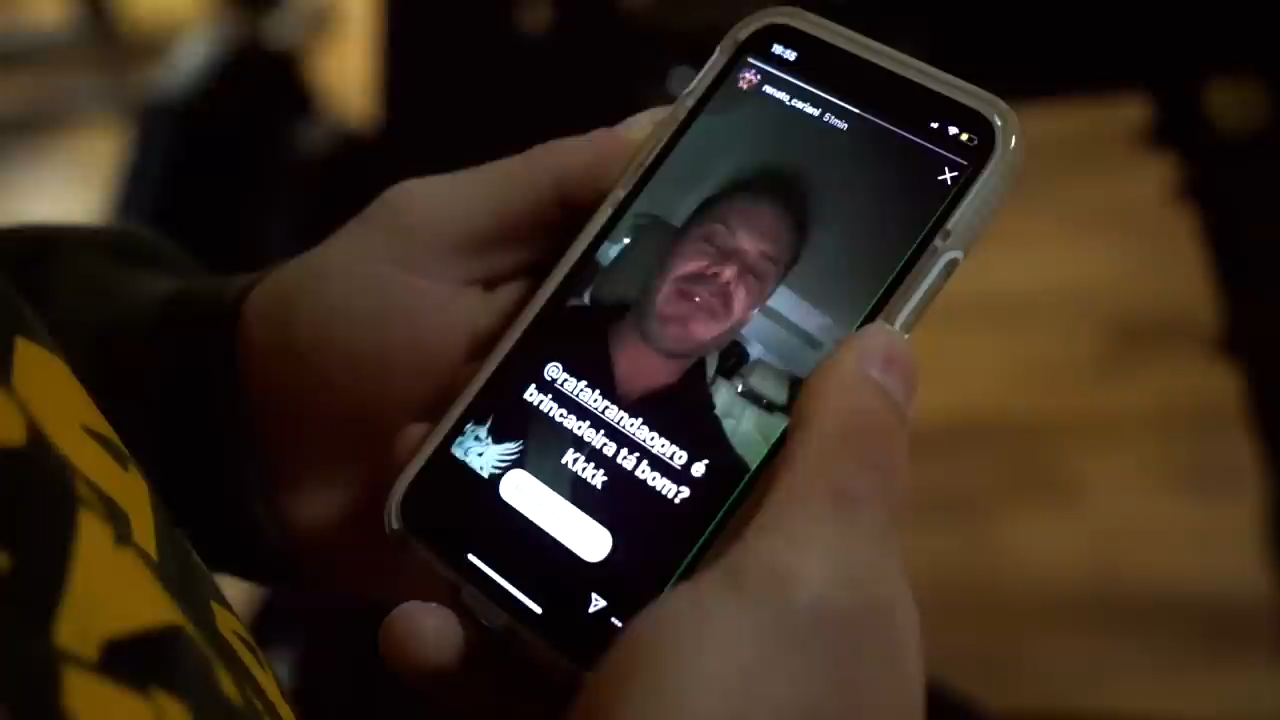 19:55
renato_cariani 51min
@rafabrandaopro é
brincadeira tá bom?
Kkkk